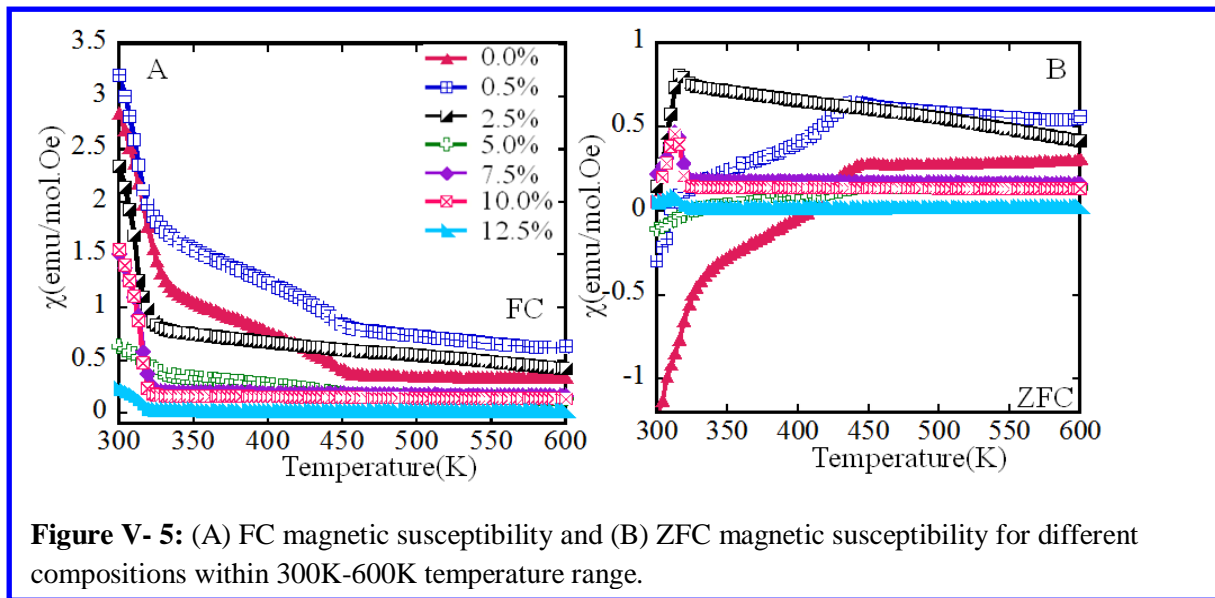 A
χ(emu/mol.Oe)
3.5
3
2.5
2
1.5
1
0.5
0
0.0%
0.5%
2.5%
5.0%
7.5%
10.0%
12.5%
FC
300 350 400 450 500 550 600
Temperature(K)
B
χ(emu/mol.Oe)
1
0.5
0
-0.5
-1
ZFC
300 350 400 450 500 550 600
Temperature(K)
Figure V- 5: (A) FC magnetic susceptibility and (B) ZFC magnetic susceptibility for different
compositions within 300K-600K temperature range.